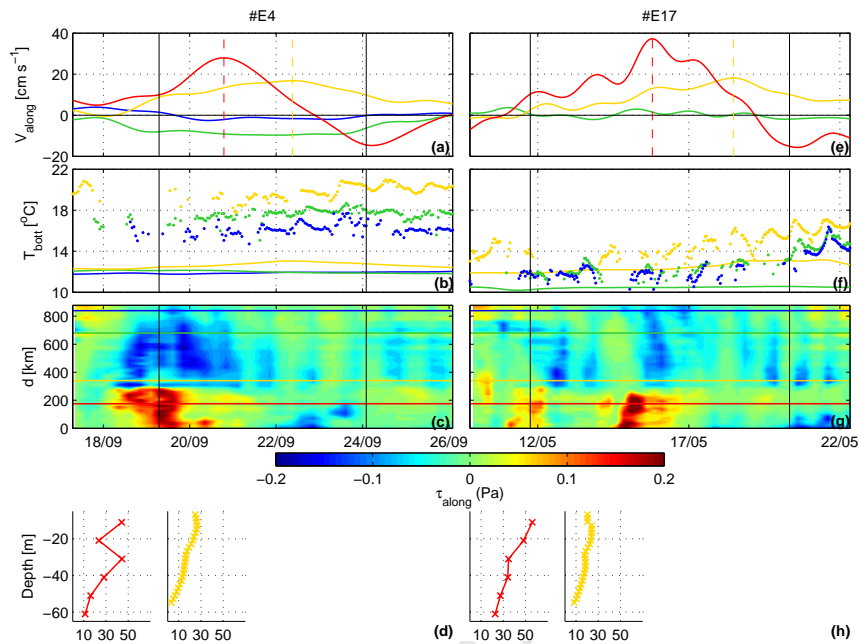 #E4 #E17
V_along [cm s⁻¹]
40
20
0
−20
(a) (e)
T_bott [°C]
22
18
14
10
(b) (f)
d [km]
800
600
400
200
0
(c) (g)
18/09 20/09 22/09 24/09 26/09 12/05 17/05 22/05
−0.2 −0.1 0 0.1 0.2
τ_along (Pa)
Depth [m]
−20
−40
−60
10 30 50 10 30 50 (d) 10 30 50 10 30 50 (h)